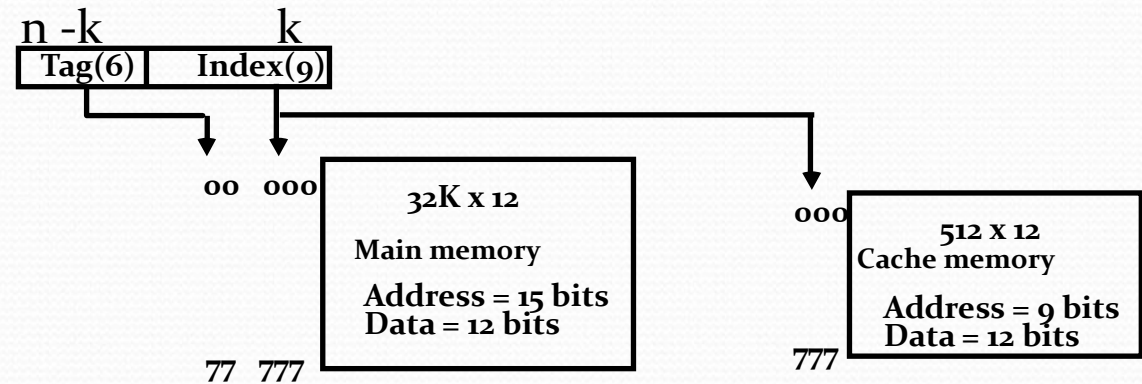 n -k k
Tag(6) Index(9)
00 000
32K x 12
Main memory
Address = 15 bits
Data = 12 bits
77 777
000
512 x 12
Cache memory
Address = 9 bits
Data = 12 bits
777